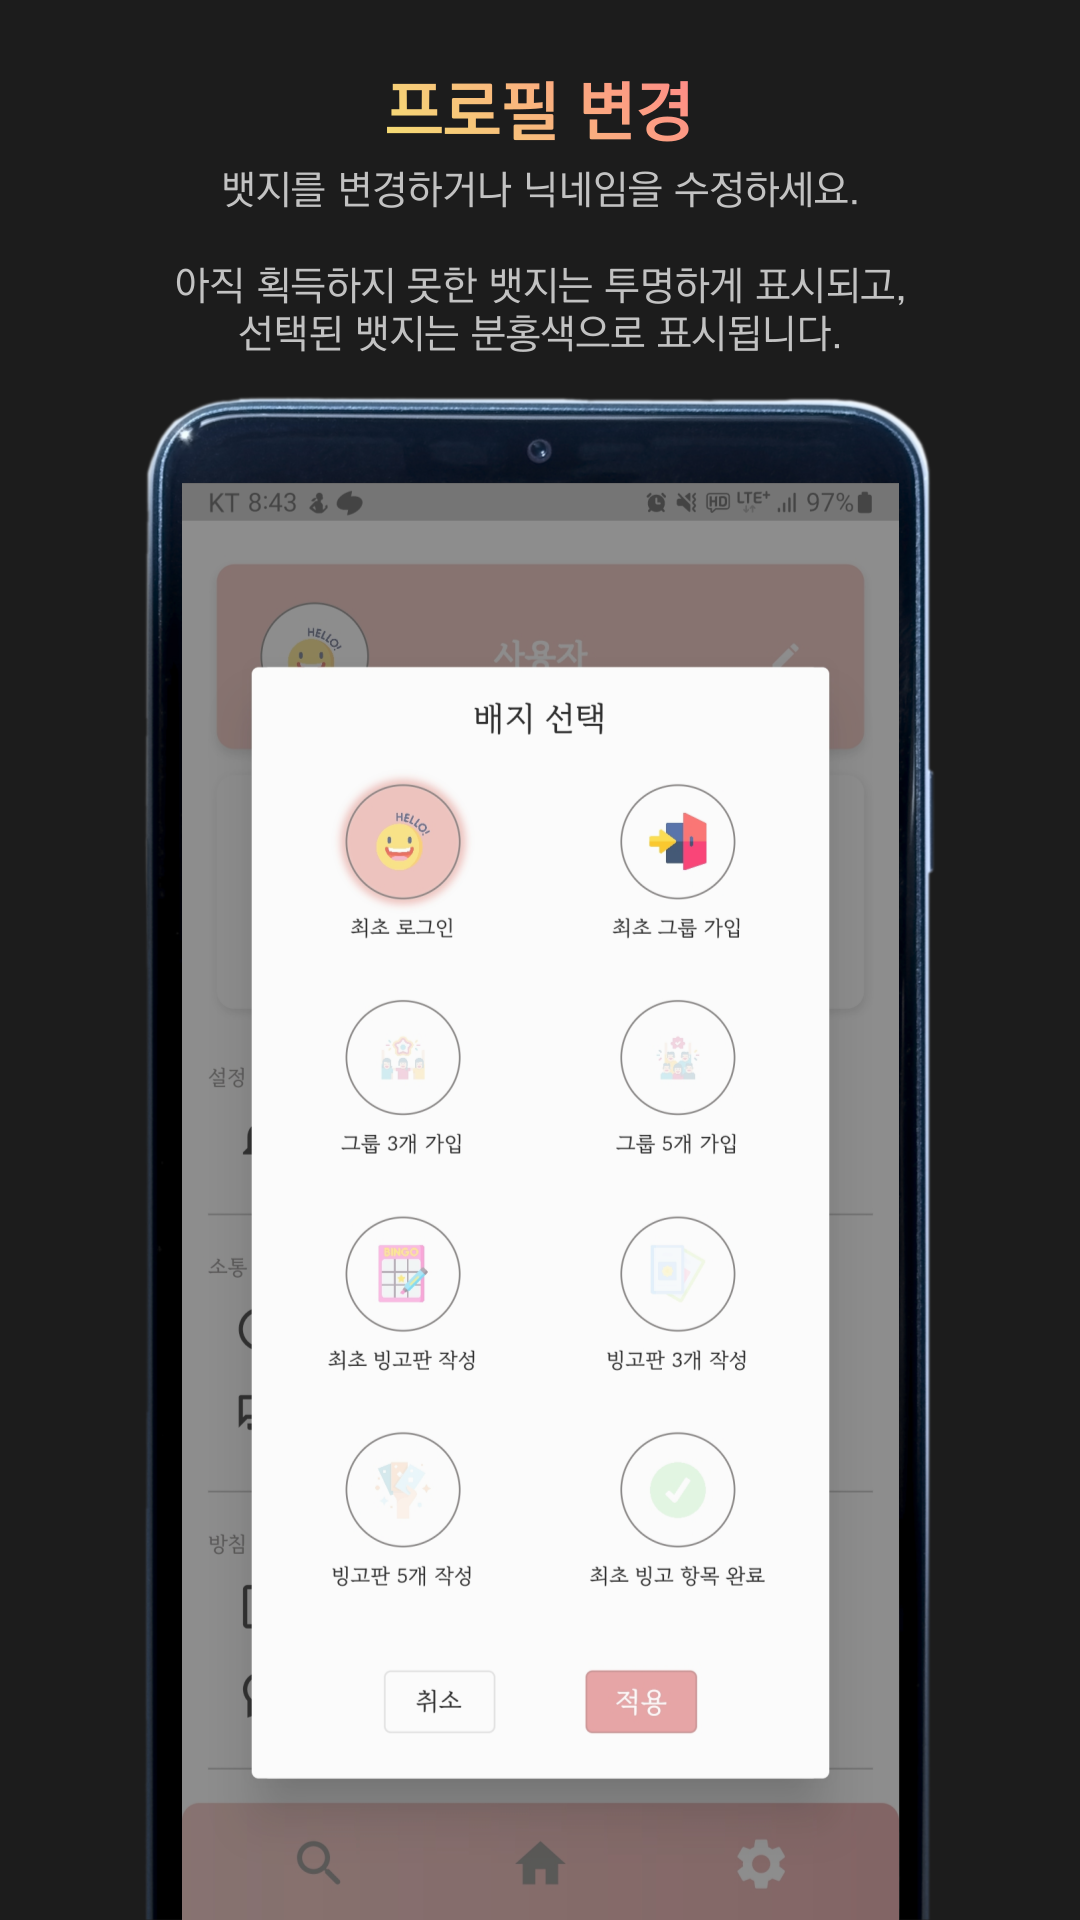 프로필 변경
뱃지를 변경하거나 닉네임을 수정하세요.
아직 획득하지 못한 뱃지는 투명하게 표시되고,
선택된 뱃지는 분홍색으로 표시됩니다.
KT 8:43 HD LTE+ 97%
HELLO!
사용자
배지 선택
HELLO!
최초 로그인 최초 그룹 가입
설정
그룹 3개 가입 그룹 5개 가입
소통
BINGO
최초 빙고판 작성 빙고판 3개 작성
방침
빙고판 5개 작성 최초 빙고 항목 완료
취소 적용